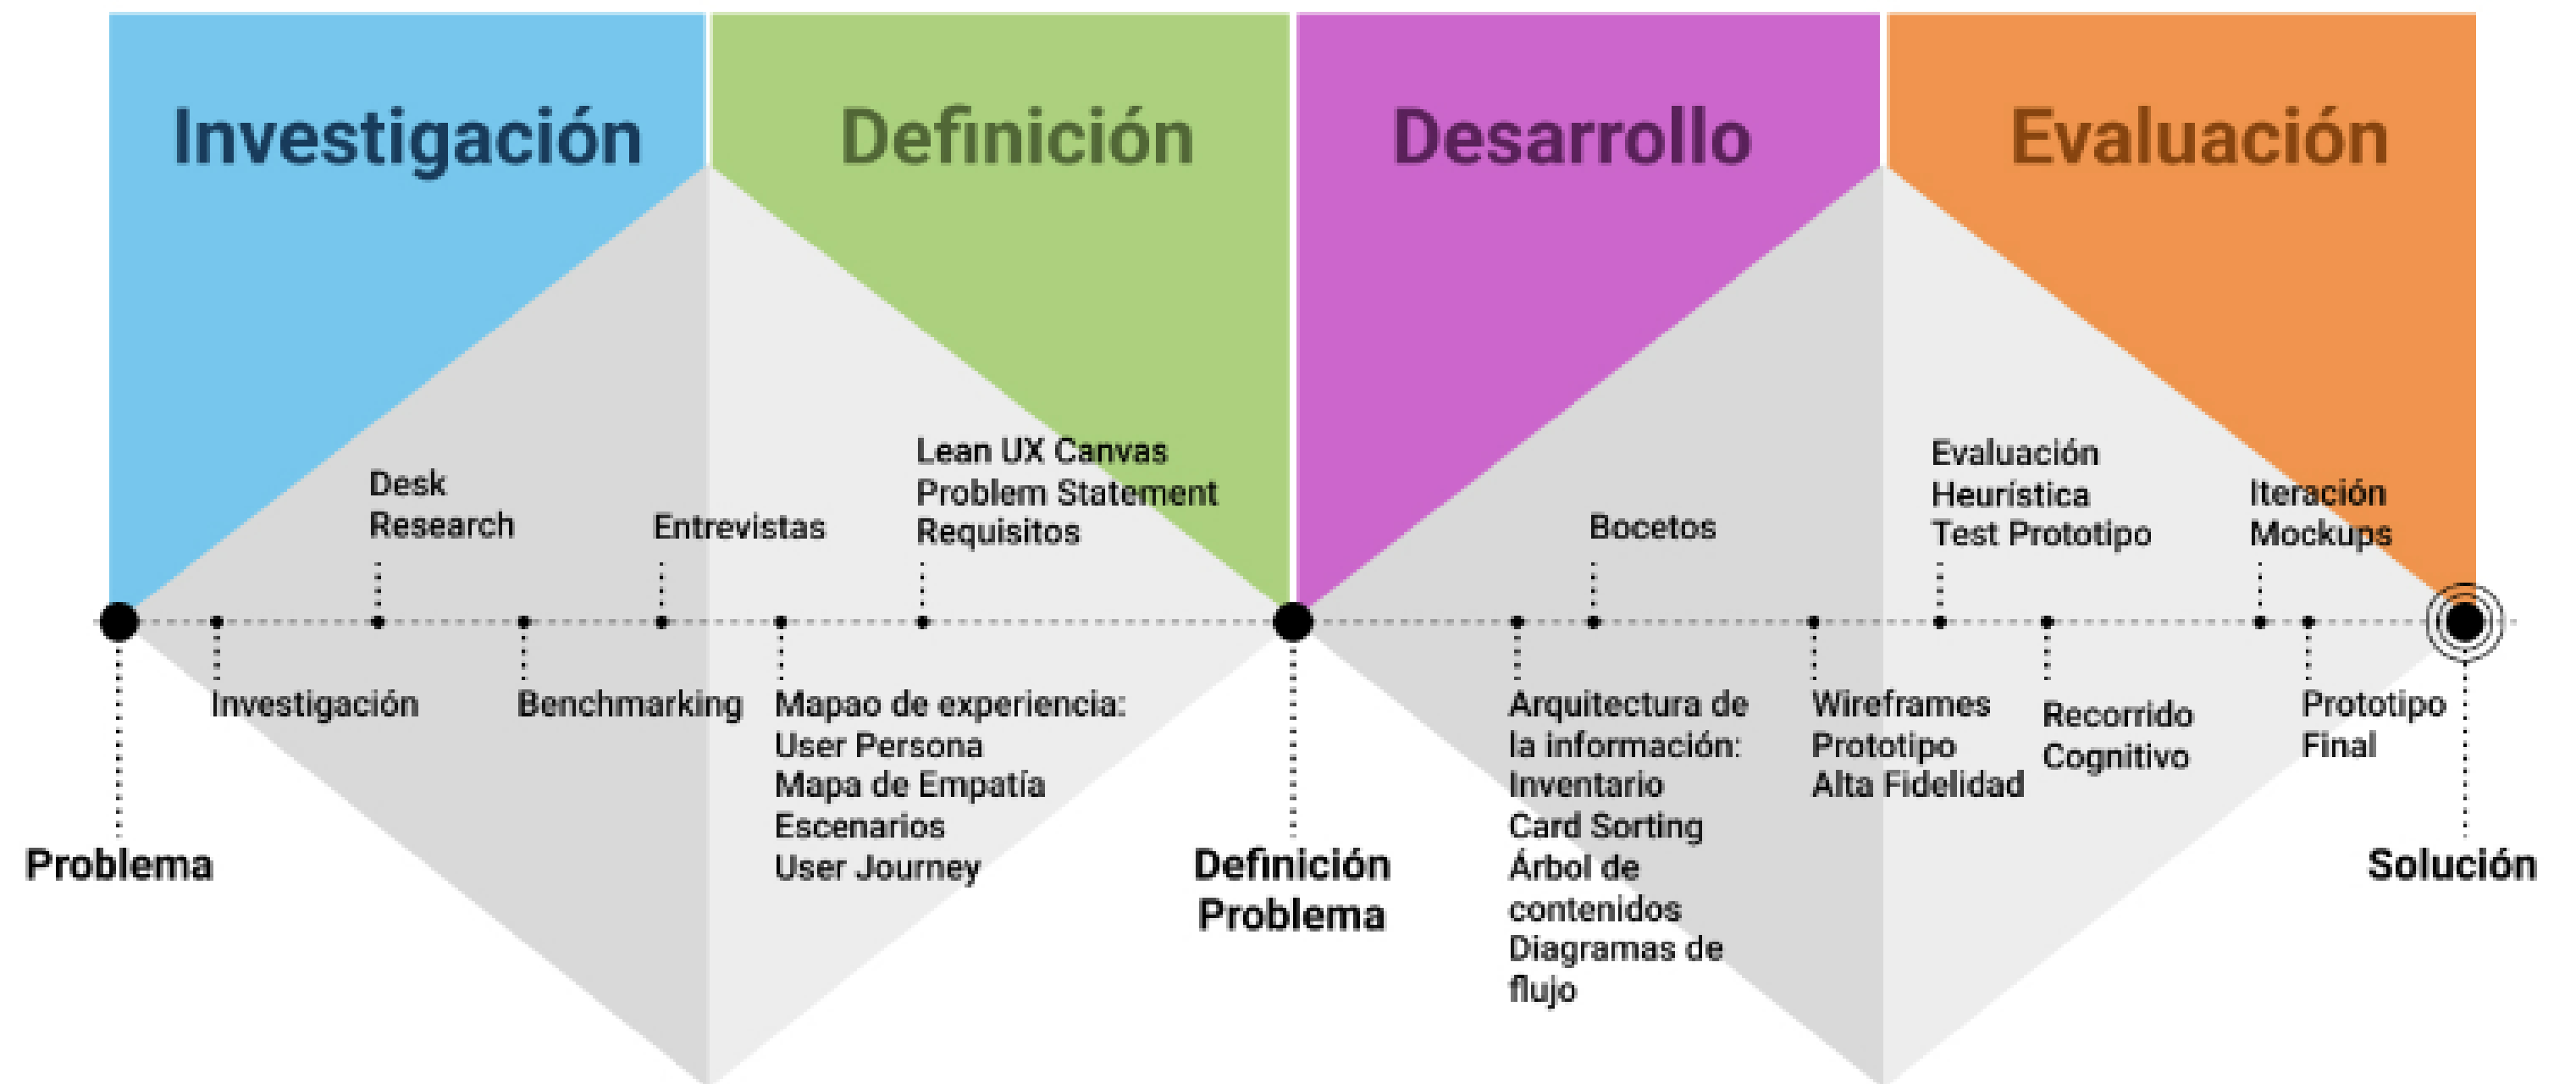 Investigación
Definición
Desarrollo
Evaluación
Desk
Research
Entrevistas
Lean UX Canvas
Problem Statement
Requisitos
Bocetos
Evaluación
Heurística
Test Prototipo
Iteración
Mockups
Investigación
Benchmarking
Mapao de experiencia:
User Persona
Mapa de Empatía
Escenarios
User Journey
Arquitectura de
la información:
Inventario
Card Sorting
Árbol de
contenidos
Diagramas de
flujo
Wireframes
Prototipo
Alta Fidelidad
Recorrido
Cognitivo
Prototipo
Final
Problema
Definición
Problema
Solución